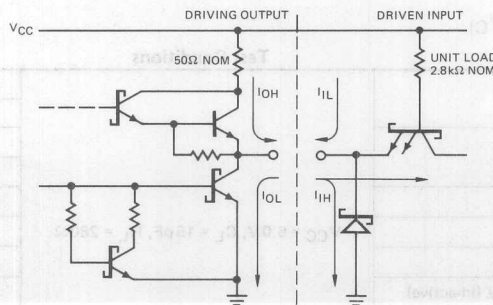 DRIVING OUTPUT
DRIVEN INPUT
VCC
50Ω NOM
UNIT LOAD
2.8kΩ NOM
IOH
IIL
IOL
IIH